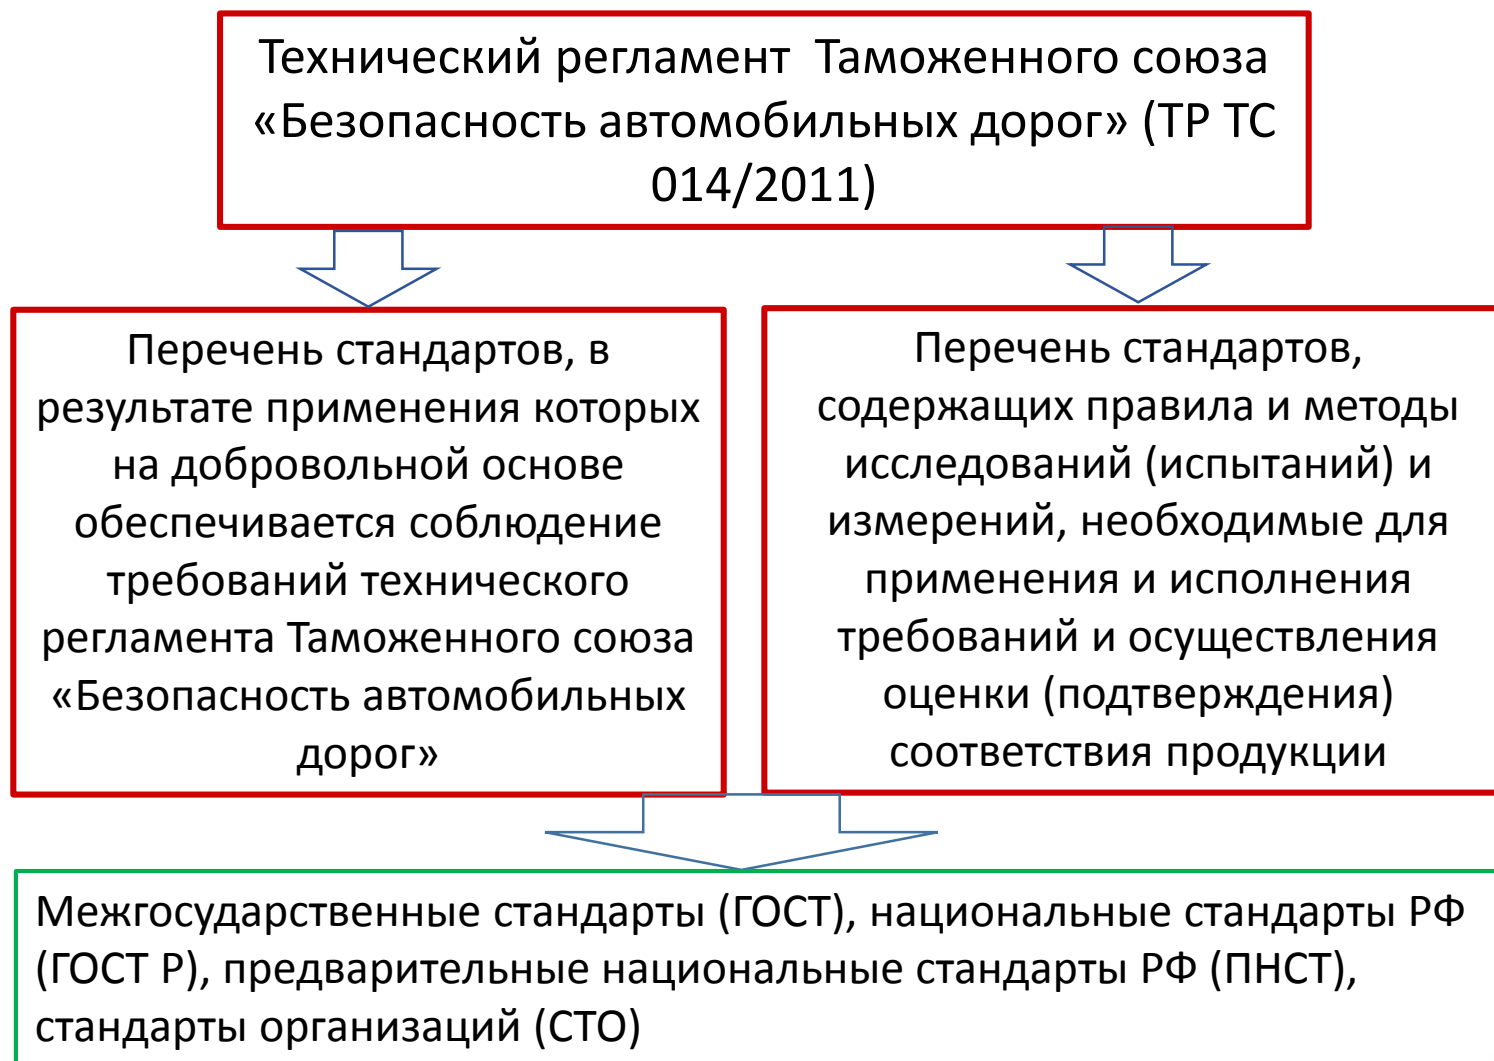 Технический регламент Таможенного союза
«Безопасность автомобильных дорог» (ТР ТС
014/2011)
Перечень стандартов, в
результате применения которых
на добровольной основе
обеспечивается соблюдение
требований технического
регламента Таможенного союза
«Безопасность автомобильных
дорог»
Перечень стандартов,
содержащих правила и методы
исследований (испытаний) и
измерений, необходимые для
применения и исполнения
требований и осуществления
оценки (подтверждения)
соответствия продукции
Межгосударственные стандарты (ГОСТ), национальные стандарты РФ
(ГОСТ Р), предварительные национальные стандарты РФ (ПНСТ),
стандарты организаций (СТО)